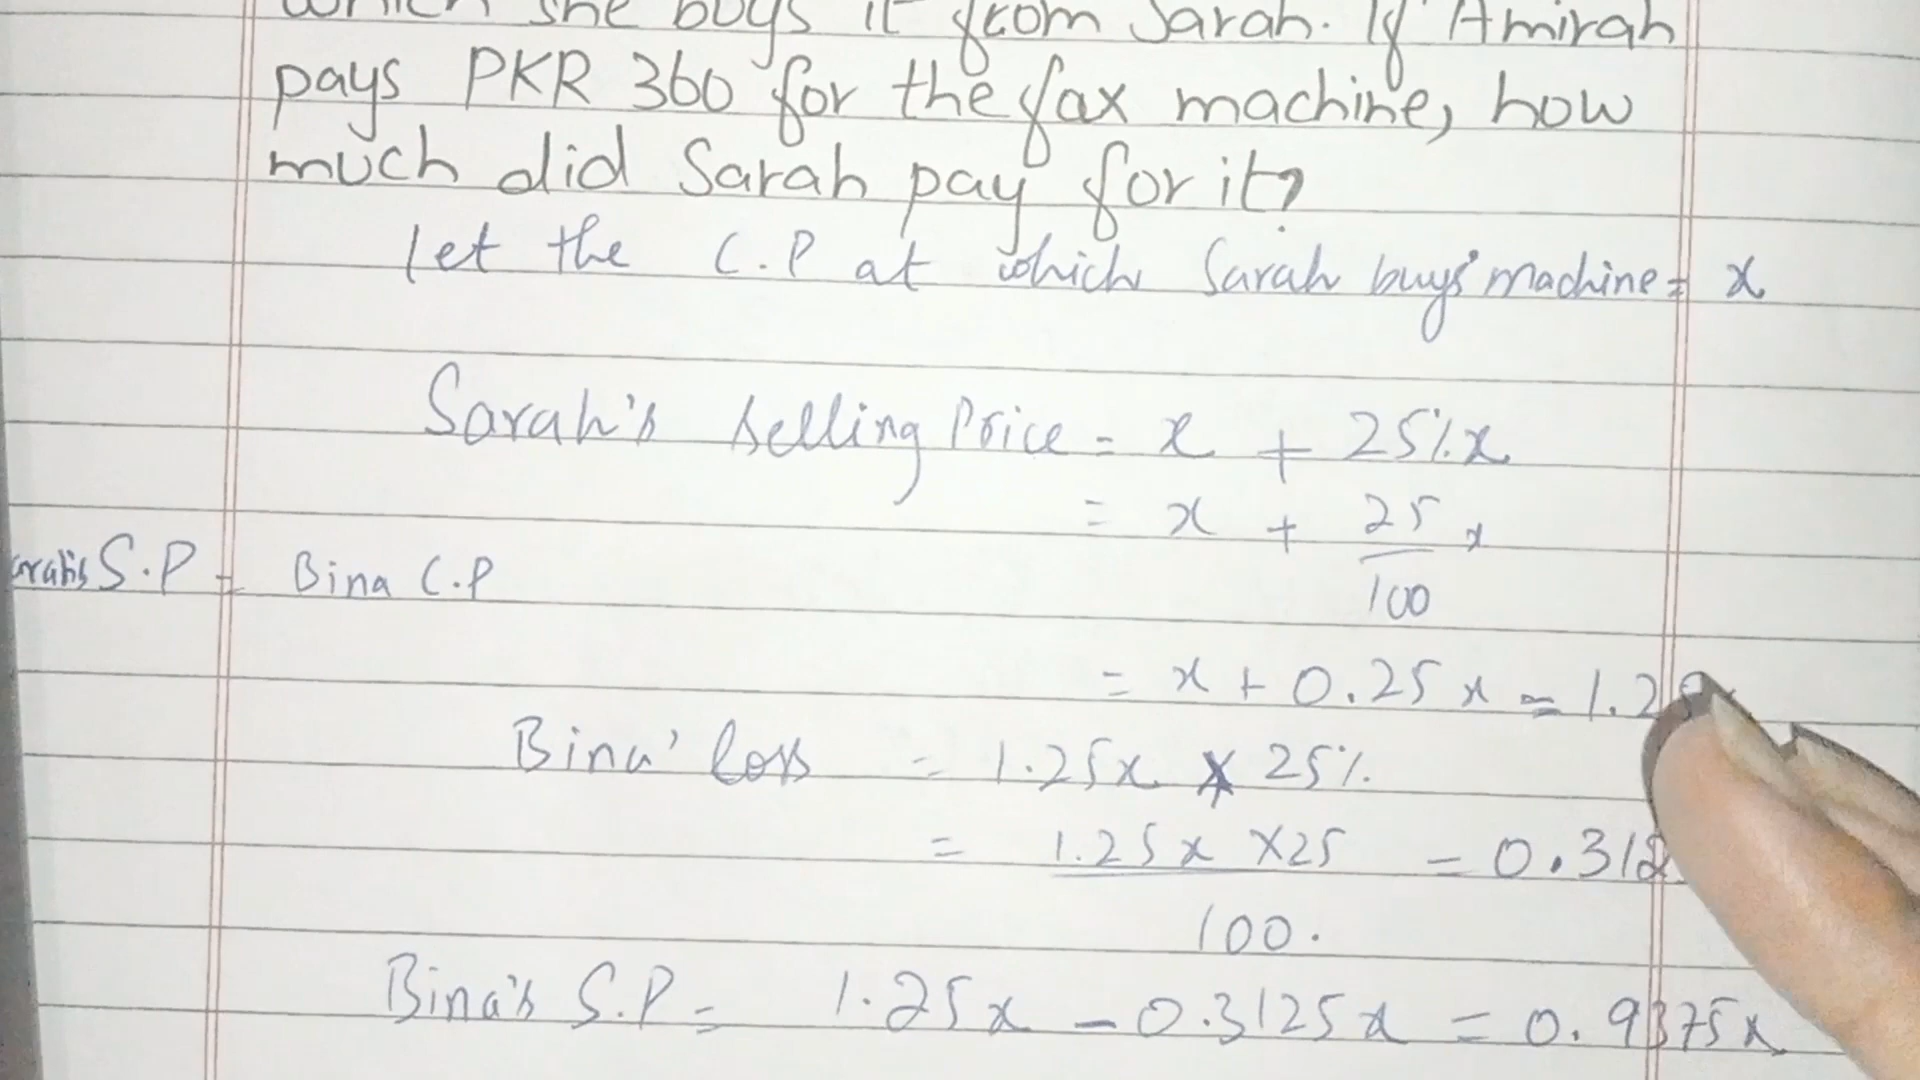 which she buys it from Sarah. If Amirah
pays PKR 360 for the fax machine, how
much did Sarah pay for it?
let the C.P at which Sarah buys machine = x
Sarah's selling Price = x + 25%x
= x + 25/100 x
S.P = Bina C.P
= x + 0.25x = 1.2
Bina' loss = 1.25x × 25%
= 1.25x × 25 / 100. = 0.312
Bina's S.P = 1.25x - 0.3125x = 0.9375x